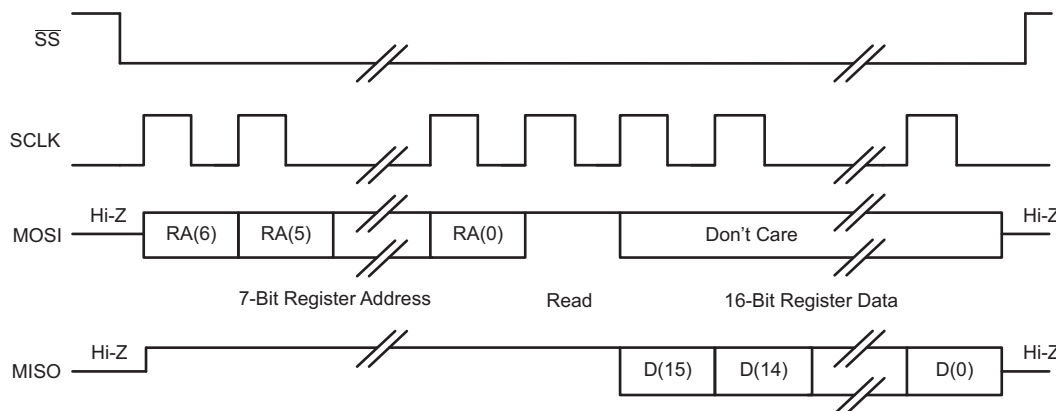 SS
SCLK
Hi-Z Hi-Z
MOSI RA(6) RA(5) RA(0) Don't Care
7-Bit Register Address Read 16-Bit Register Data
Hi-Z Hi-Z
MISO D(15) D(14) D(0)